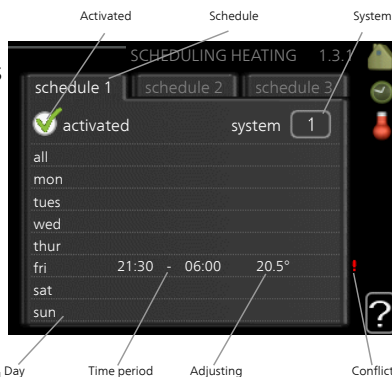 Activated Schedule System
SCHEDULING HEATING 1.3.1
schedule 1 schedule 2 schedule 3
activated system 1
all
mon
tues
wed
thur
fri 21:30 - 06:00 20.5° !
sat
sun
?
Day Time period Adjusting Conflict